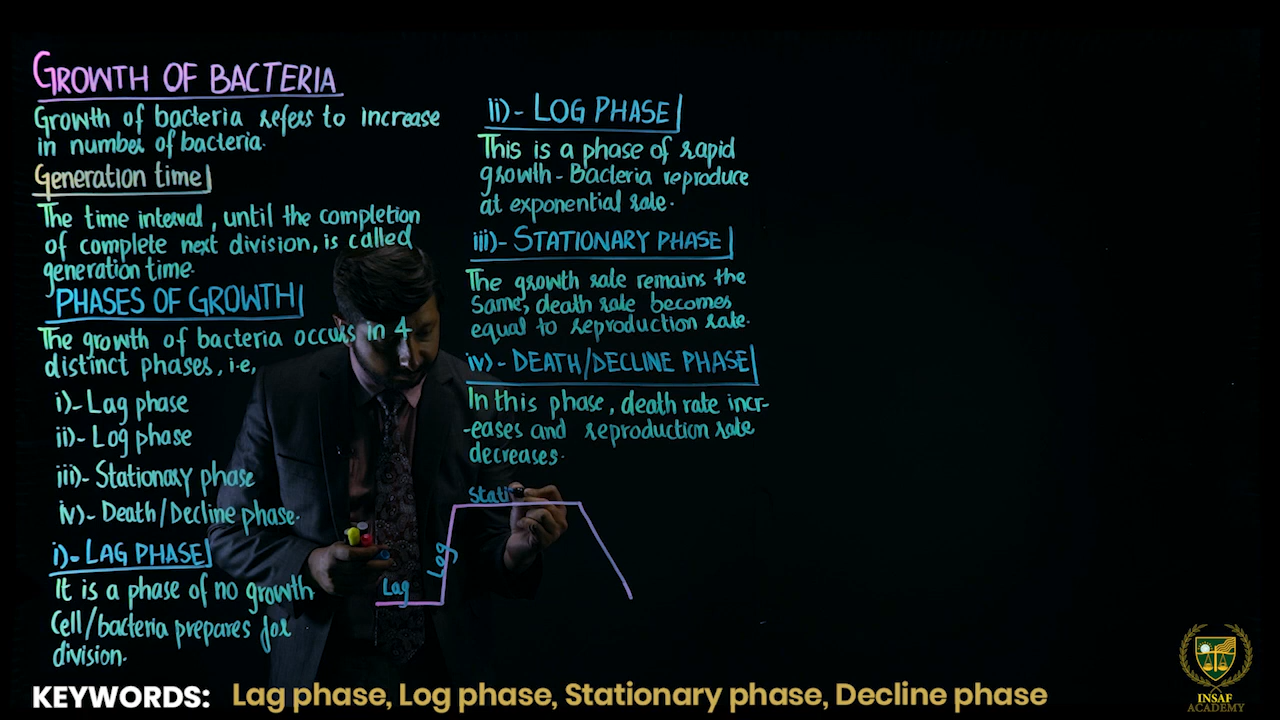 GROWTH OF BACTERIA
Growth of bacteria refers to increase
in number of bacteria.
Generation time
The time interval, until the completion
of complete next division, is called
generation time.
PHASES OF GROWTH
The growth of bacteria occurs in 4
distinct phases, i.e,
i)- Lag phase
ii)- Log phase
iii)- Stationary phase
iv)- Death/Decline phase.
i)- LAG PHASE
It is a phase of no growth
Cell/bacteria prepares for
division.
ii)- LOG PHASE
This is a phase of rapid
growth - Bacteria reproduce
at exponential rate.
iii)- STATIONARY PHASE
The growth rate remains the
same, death rate becomes
equal to reproduction rate.
iv)- DEATH/DECLINE PHASE
In this phase, death rate incr-
-eases and reproduction rate
decreases.
Stati
Log
Lag
KEYWORDS: Lag phase, Log phase, Stationary phase, Decline phase
INSAF
ACADEMY